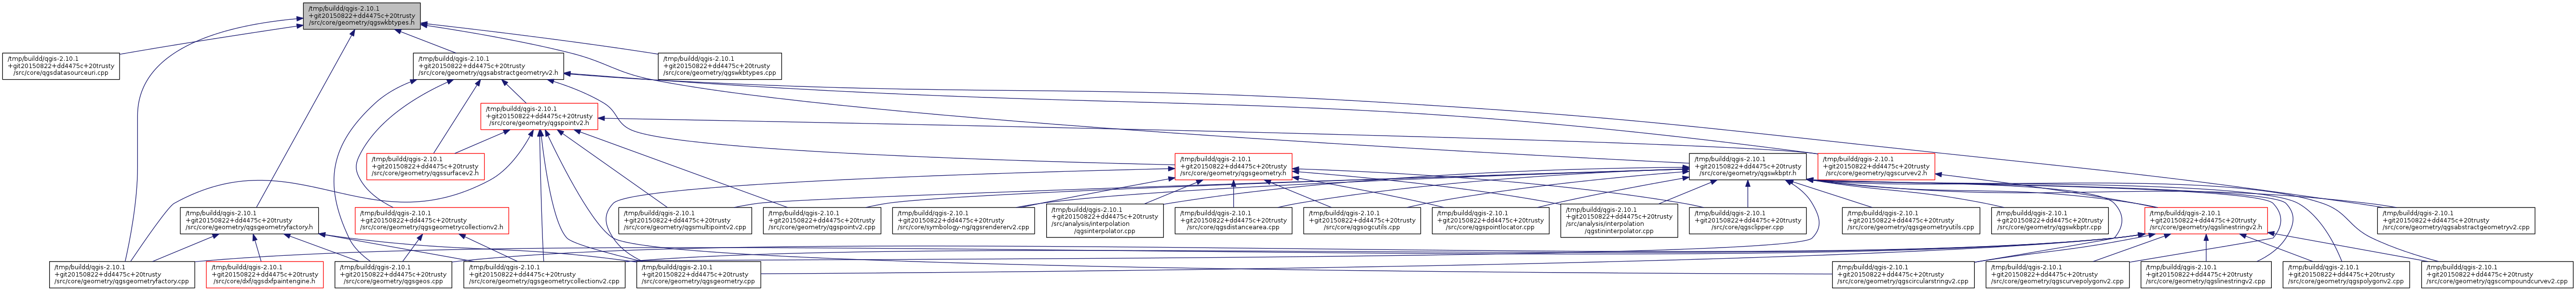 /tmp/buildd/qgis-2.10.1
+git20150822+dd4475c+20trusty
/src/core/geometry/qgswkbtypes.h
/tmp/buildd/qgis-2.10.1
+git20150822+dd4475c+20trusty
/src/core/qgsdatasourceuri.cpp
/tmp/buildd/qgis-2.10.1
+git20150822+dd4475c+20trusty
/src/core/geometry/qgsabstractgeometryv2.h
/tmp/buildd/qgis-2.10.1
+git20150822+dd4475c+20trusty
/src/core/geometry/qgswkbtypes.cpp
/tmp/buildd/qgis-2.10.1
+git20150822+dd4475c+20trusty
/src/core/geometry/qgspointv2.h
/tmp/buildd/qgis-2.10.1
+git20150822+dd4475c+20trusty
/src/core/geometry/qgssurfacev2.h
/tmp/buildd/qgis-2.10.1
+git20150822+dd4475c+20trusty
/src/core/geometry/qgsgeometry.h
/tmp/buildd/qgis-2.10.1
+git20150822+dd4475c+20trusty
/src/core/geometry/qgswkbptr.h
/tmp/buildd/qgis-2.10.1
+git20150822+dd4475c+20trusty
/src/core/geometry/qgscurvev2.h
/tmp/buildd/qgis-2.10.1
+git20150822+dd4475c+20trusty
/src/core/geometry/qgsgeometryfactory.h
/tmp/buildd/qgis-2.10.1
+git20150822+dd4475c+20trusty
/src/core/geometry/qgsgeometrycollectionv2.h
/tmp/buildd/qgis-2.10.1
+git20150822+dd4475c+20trusty
/src/core/geometry/qgsmultipointv2.cpp
/tmp/buildd/qgis-2.10.1
+git20150822+dd4475c+20trusty
/src/core/geometry/qgspointv2.cpp
/tmp/buildd/qgis-2.10.1
+git20150822+dd4475c+20trusty
/src/core/symbology-ng/qgsrendererv2.cpp
/tmp/buildd/qgis-2.10.1
+git20150822+dd4475c+20trusty
/src/analysis/interpolation
/qgsinterpolator.cpp
/tmp/buildd/qgis-2.10.1
+git20150822+dd4475c+20trusty
/src/core/qgsdistancearea.cpp
/tmp/buildd/qgis-2.10.1
+git20150822+dd4475c+20trusty
/src/core/qgsogcutils.cpp
/tmp/buildd/qgis-2.10.1
+git20150822+dd4475c+20trusty
/src/core/qgspointlocator.cpp
/tmp/buildd/qgis-2.10.1
+git20150822+dd4475c+20trusty
/src/analysis/interpolation
/qgstininterpolator.cpp
/tmp/buildd/qgis-2.10.1
+git20150822+dd4475c+20trusty
/src/core/qgsclipper.cpp
/tmp/buildd/qgis-2.10.1
+git20150822+dd4475c+20trusty
/src/core/geometry/qgsgeometryutils.cpp
/tmp/buildd/qgis-2.10.1
+git20150822+dd4475c+20trusty
/src/core/geometry/qgswkbptr.cpp
/tmp/buildd/qgis-2.10.1
+git20150822+dd4475c+20trusty
/src/core/geometry/qgslinestringv2.h
/tmp/buildd/qgis-2.10.1
+git20150822+dd4475c+20trusty
/src/core/geometry/qgsabstractgeometryv2.cpp
/tmp/buildd/qgis-2.10.1
+git20150822+dd4475c+20trusty
/src/core/geometry/qgsgeometryfactory.cpp
/tmp/buildd/qgis-2.10.1
+git20150822+dd4475c+20trusty
/src/core/dxf/qgsdxfpaintengine.h
/tmp/buildd/qgis-2.10.1
+git20150822+dd4475c+20trusty
/src/core/geometry/qgsgeos.cpp
/tmp/buildd/qgis-2.10.1
+git20150822+dd4475c+20trusty
/src/core/geometry/qgsgeometrycollectionv2.cpp
/tmp/buildd/qgis-2.10.1
+git20150822+dd4475c+20trusty
/src/core/geometry/qgsgeometry.cpp
/tmp/buildd/qgis-2.10.1
+git20150822+dd4475c+20trusty
/src/core/geometry/qgscircularstringv2.cpp
/tmp/buildd/qgis-2.10.1
+git20150822+dd4475c+20trusty
/src/core/geometry/qgscurvepolygonv2.cpp
/tmp/buildd/qgis-2.10.1
+git20150822+dd4475c+20trusty
/src/core/geometry/qgslinestringv2.cpp
/tmp/buildd/qgis-2.10.1
+git20150822+dd4475c+20trusty
/src/core/geometry/qgspolygonv2.cpp
/tmp/buildd/qgis-2.10.1
+git20150822+dd4475c+20trusty
/src/core/geometry/qgscompoundcurvev2.cpp